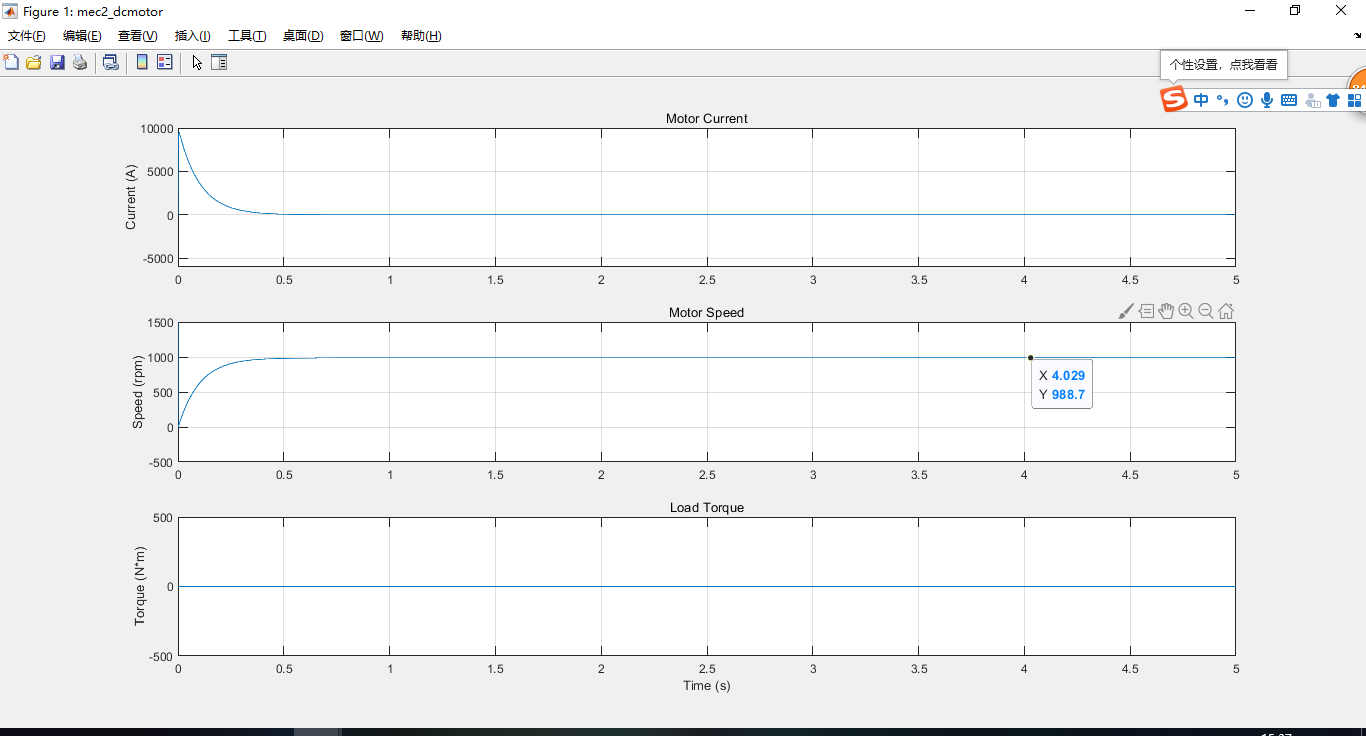 Figure 1: mec2_dcmotor
文件(F) 编辑(E) 查看(V) 插入(I) 工具(T) 桌面(D) 窗口(W) 帮助(H)
个性设置，点我看看
中
Motor Current
Current (A)
10000
5000
0
-5000
0 0.5 1 1.5 2 2.5 3 3.5 4 4.5 5
Motor Speed
Speed (rpm)
1500
1000
500
0
-500
X 4.029
Y 988.7
0 0.5 1 1.5 2 2.5 3 3.5 4 4.5 5
Load Torque
Torque (N*m)
500
0
-500
0 0.5 1 1.5 2 2.5 3 3.5 4 4.5 5
Time (s)